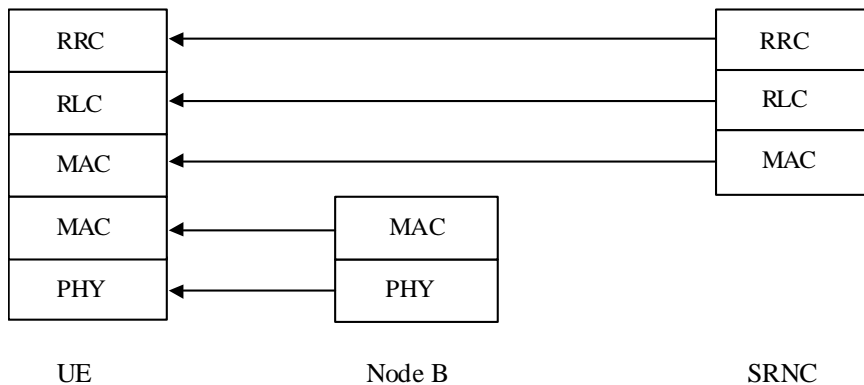 RRC RRC
RLC RLC
MAC MAC
MAC MAC
PHY PHY
UE Node B SRNC